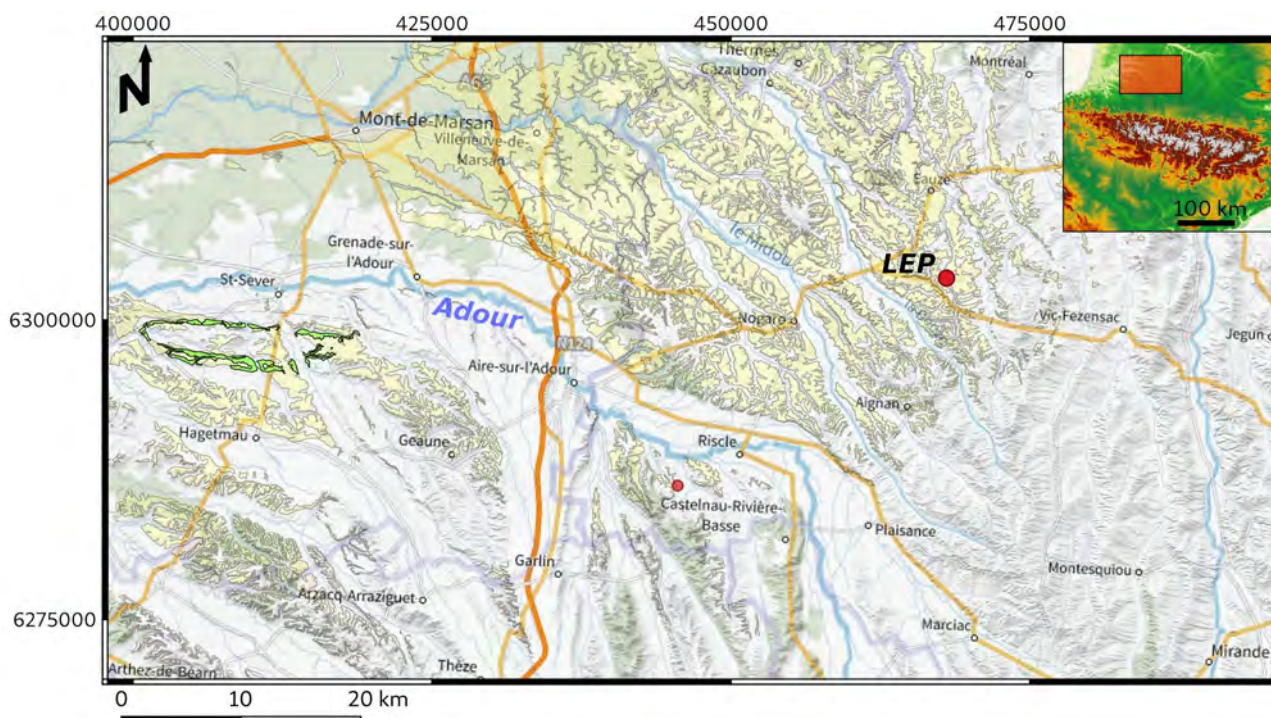 400000
425000
450000
475000
N
Thermes
Cazaubon
Montréal
A65
Mont-de-Marsan
Villeneuve-de-
Marsan
Eauze
100 km
le Midou
LEP
Grenade-sur-
l'Adour
St-Sever
Adour
6300000
Nogaro
Vic-Fezensac
Jegun
N124
Aire-sur-l'Adour
Aignan
Hagetmau
Geaune
Riscle
Castelnau-Rivière-
Basse
Plaisance
Garlin
Montesquiou
Arzacq-Arraziguet
6275000
Marciac
Mirande
Arthez-de-Béarn
Thèze
0
10
20 km